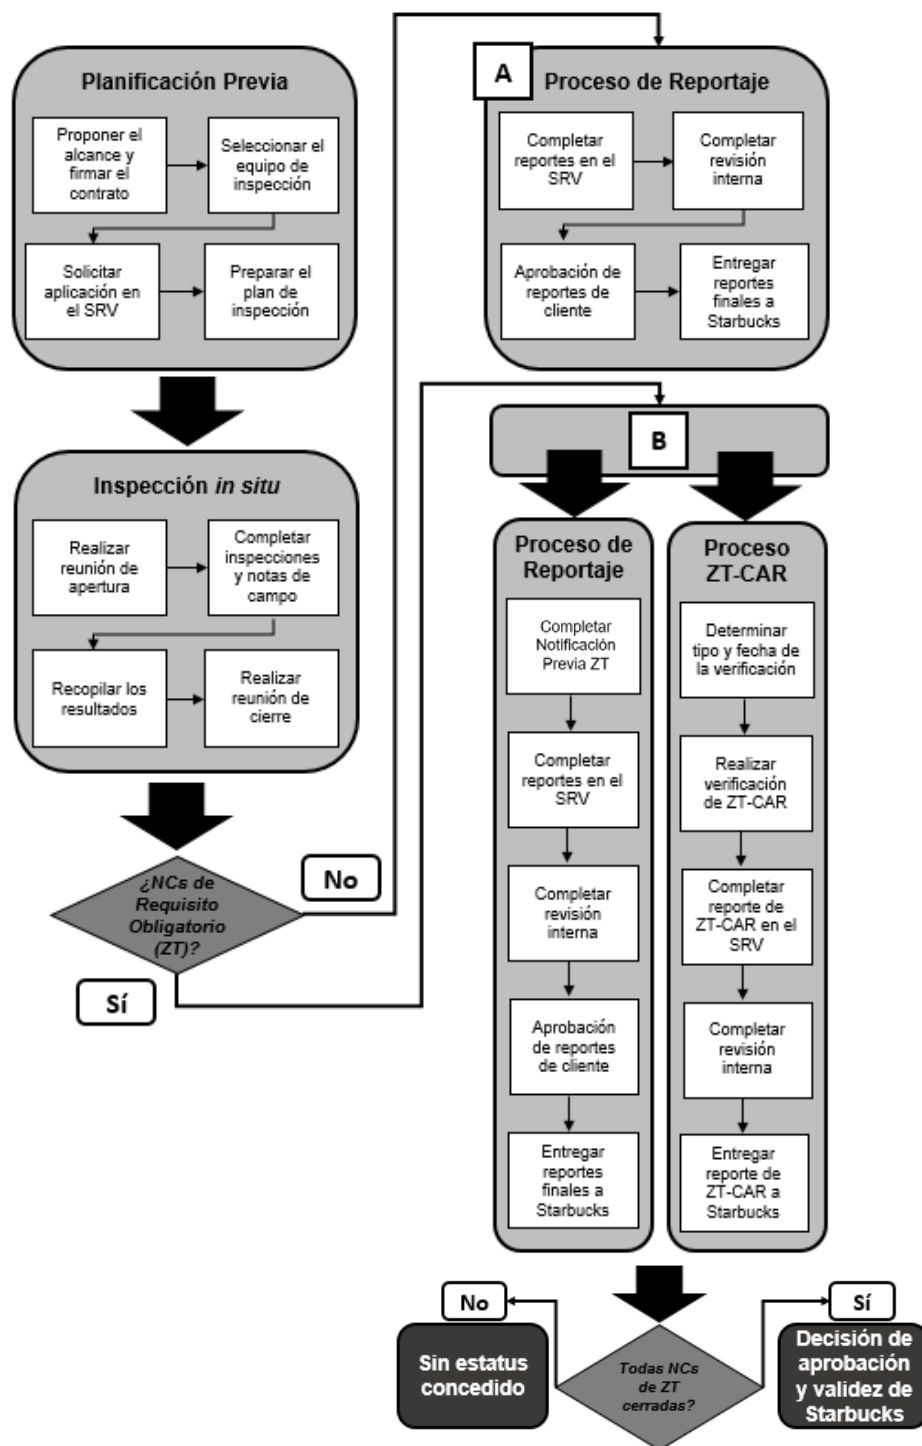 Planificación Previa
Proponer el
alcance y
firmar el
contrato
Seleccionar el
equipo de
inspección
Solicitar
aplicación en
el SRV
Preparar el
plan de
inspección
Inspección in situ
Realizar
reunión de
apertura
Completar
inspecciones
y notas de
campo
Recopilar los
resultados
Realizar
reunión de
cierre
¿NCs de
Requisito
Obligatorio
(ZT)?
No
Sí
A
Proceso de Reportaje
Completar
reportes en el
SRV
Completar
revisión
interna
Aprobación de
reportes de
cliente
Entregar
reportes
finales a
Starbucks
B
Proceso de
Reportaje
Completar
Notificación
Previa ZT
Completar
reportes en el
SRV
Completar
revisión
interna
Aprobación
de reportes
de cliente
Entregar
reportes
finales a
Starbucks
Proceso
ZT-CAR
Determinar
tipo y fecha de
la verificación
Realizar
verificación
de ZT-CAR
Completar
reporte de
ZT-CAR en el
SRV
Completar
revisión
interna
Entregar
reporte de
ZT-CAR a
Starbucks
Todas NCs
de ZT
cerradas?
No
Sin estatus
concedido
Sí
Decisión de
aprobación
y validez de
Starbucks